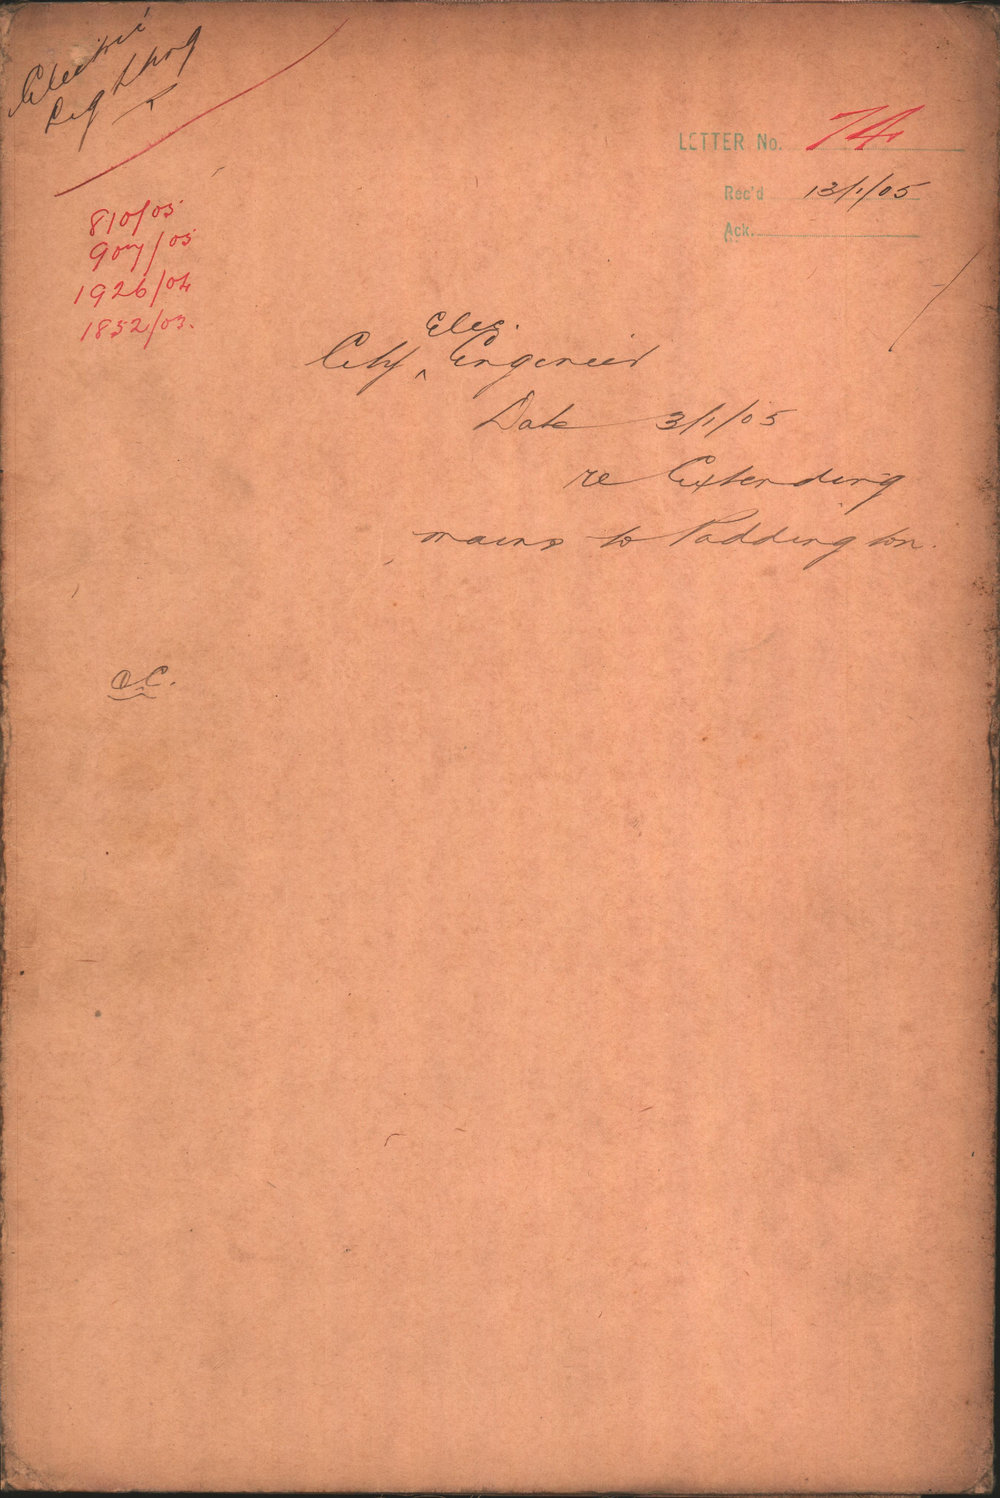 Electric
Lighting
LETTER No. 74
Rec'd 13/1/05
Ack.
810/05
907/05
1926/04
1852/03.
Elec.
City ^ Engineer
Date 3/1/05
re Extending
mains to Paddington.